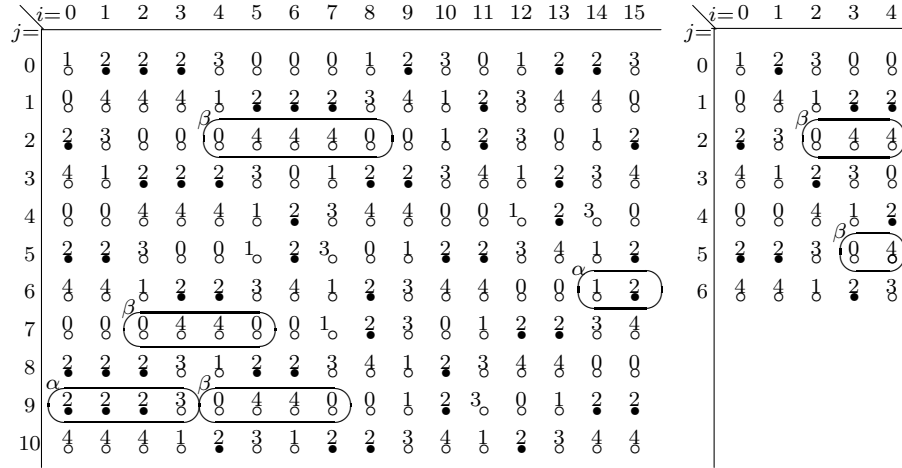 i= 0 1 2 3 4 5 6 7 8 9 10 11 12 13 14 15
j=
0 1 2 2 2 3 0 0 0 1 2 3 0 1 2 2 3
1 0 4 4 4 1 2 2 2 3 4 1 2 3 4 4 0
β
2 2 3 0 0 0 4 4 4 0 0 1 2 3 0 1 2
3 4 1 2 2 2 3 0 1 2 2 3 4 1 2 3 4
4 0 0 4 4 4 1 2 3 4 4 0 0 1 2 3 0
5 2 2 3 0 0 1 2 3 0 1 2 2 3 4 1 2
α
6 4 4 1 2 2 3 4 1 2 3 4 4 0 0 1 2
β
7 0 0 0 4 4 0 0 1 2 3 0 1 2 2 3 4
8 2 2 2 3 1 2 2 3 4 1 2 3 4 4 0 0
α β
9 2 2 2 3 0 4 4 0 0 1 2 3 0 1 2 2
10 4 4 4 1 2 3 1 2 2 3 4 1 2 3 4 4
i= 0 1 2 3 4
j=
0 1 2 3 0 0
1 0 4 1 2 2
β
2 2 3 0 4 4
3 4 1 2 3 0
4 0 0 4 1 2
β
5 2 2 3 0 4
6 4 4 1 2 3